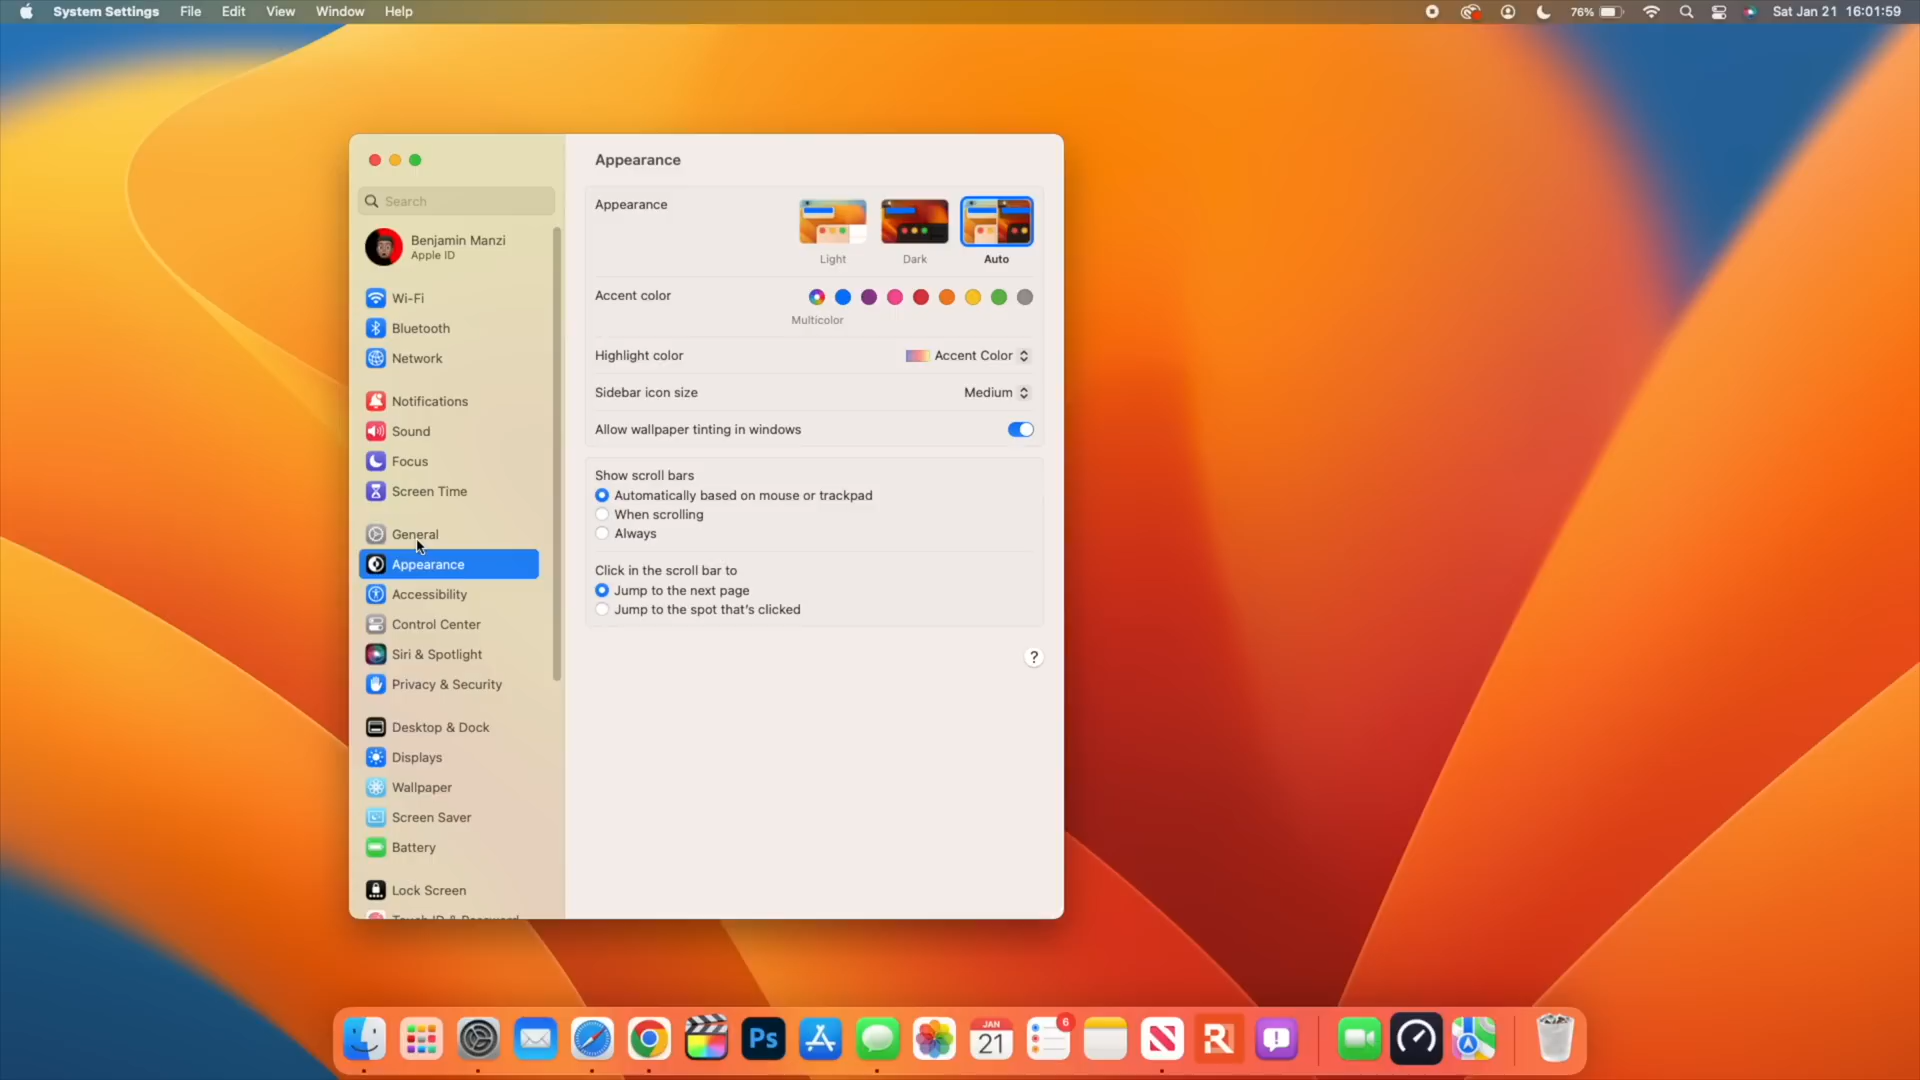 System Settings File Edit View Window Help 76% Sat Jan 21 16:01:59
Search
Benjamin Manzi
Apple ID
Wi-Fi
Bluetooth
Network
Notifications
Sound
Focus
Screen Time
General
Appearance
Accessibility
Control Center
Siri & Spotlight
Privacy & Security
Desktop & Dock
Displays
Wallpaper
Screen Saver
Battery
Lock Screen
Touch ID & Password
Appearance
Appearance
Light Dark Auto
Accent color
Multicolor
Highlight color Accent Color
Sidebar icon size Medium
Allow wallpaper tinting in windows
Show scroll bars
Automatically based on mouse or trackpad
When scrolling
Always
Click in the scroll bar to
Jump to the next page
Jump to the spot that's clicked
?
Ps JAN 6
21